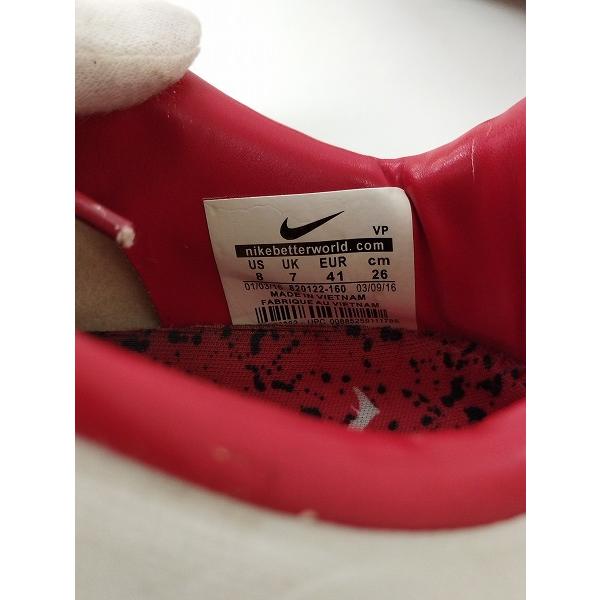 VP
nikebetterworld.com
US UK EUR cm
8 7 41 26
01/03/16 820122-160 03/09/16
MADE IN VIETNAM
FABRIQUE AU VIETNAM
UPC